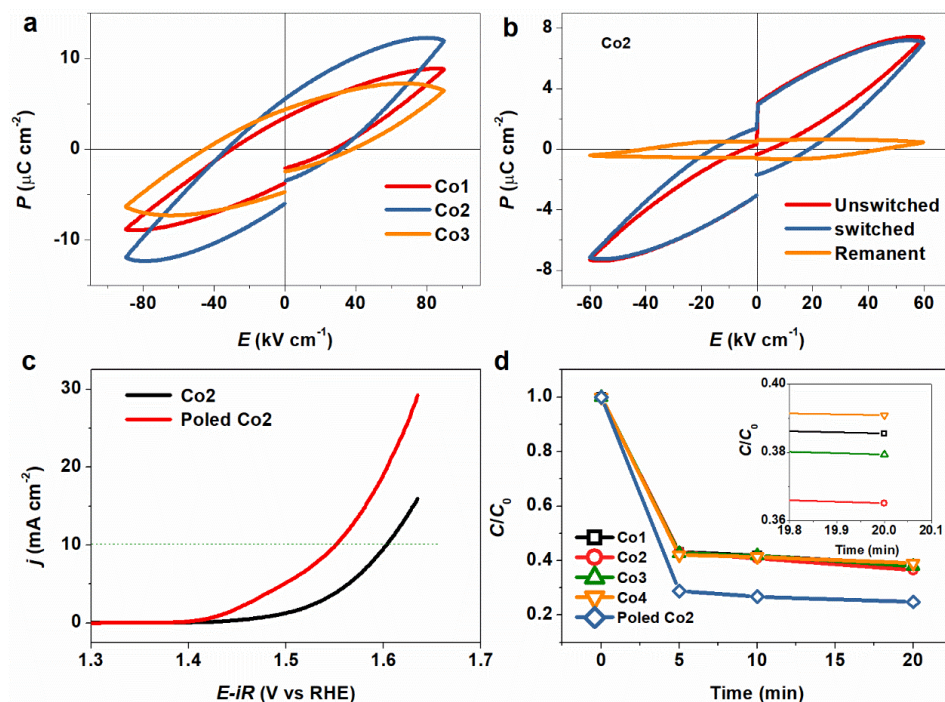 a
P (μC cm⁻²)
10
0
-10
-80
-40
0
40
80
E (kV cm⁻¹)
Co1
Co2
Co3
b
Co2
P (μC cm⁻²)
8
4
0
-4
-8
-60
-40
-20
0
20
40
60
E (kV cm⁻¹)
Unswitched
switched
Remanent
c
Co2
Poled Co2
j (mA cm⁻²)
30
20
10
0
1.3
1.4
1.5
1.6
1.7
E-iR (V vs RHE)
d
C/C₀
1.0
0.8
0.6
0.4
0.2
0
5
10
15
20
Time (min)
Co1
Co2
Co3
Co4
Poled Co2
C/C₀
0.40
0.38
0.36
19.8
19.9
20.0
20.1
Time (min)